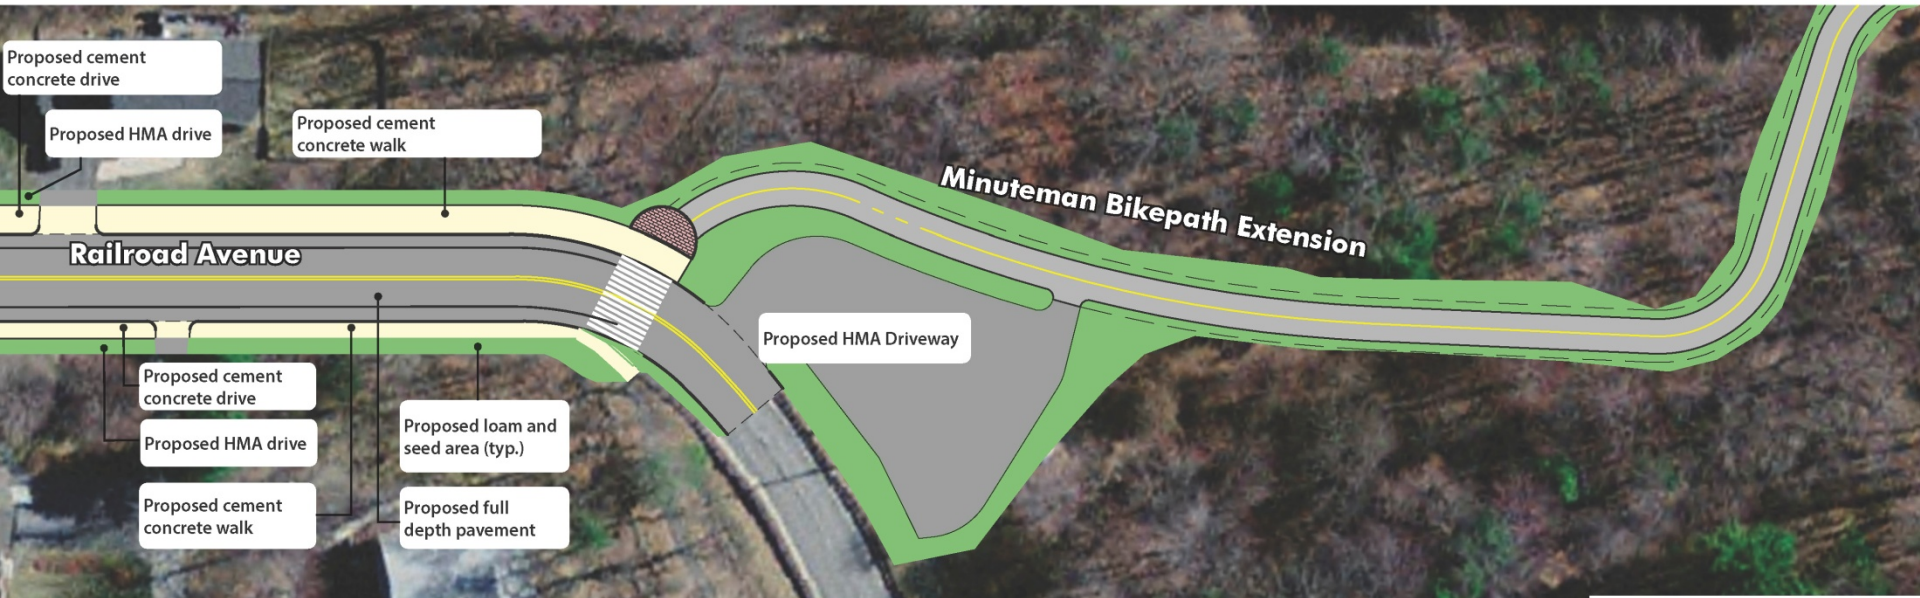 Proposed cement
concrete drive
Proposed HMA drive
Proposed cement
concrete walk
Minuteman Bikepath Extension
Railroad Avenue
Proposed HMA Driveway
Proposed cement
concrete drive
Proposed HMA drive
Proposed cement
concrete walk
Proposed loam and
seed area (typ.)
Proposed full
depth pavement